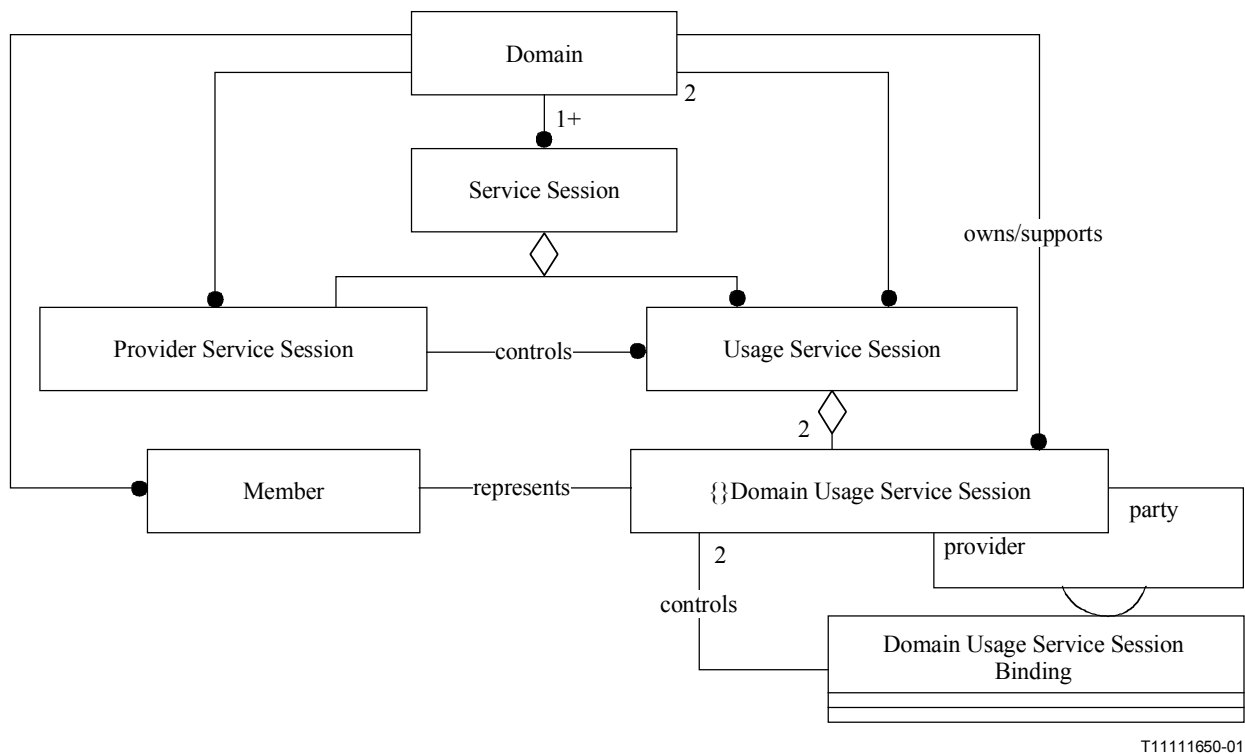 Domain
2
1+
Service Session
owns/supports
Provider Service Session
controls
Usage Service Session
2
Member
represents
{}Domain Usage Service Session
party
2
provider
controls
Domain Usage Service Session
Binding
T11111650-01